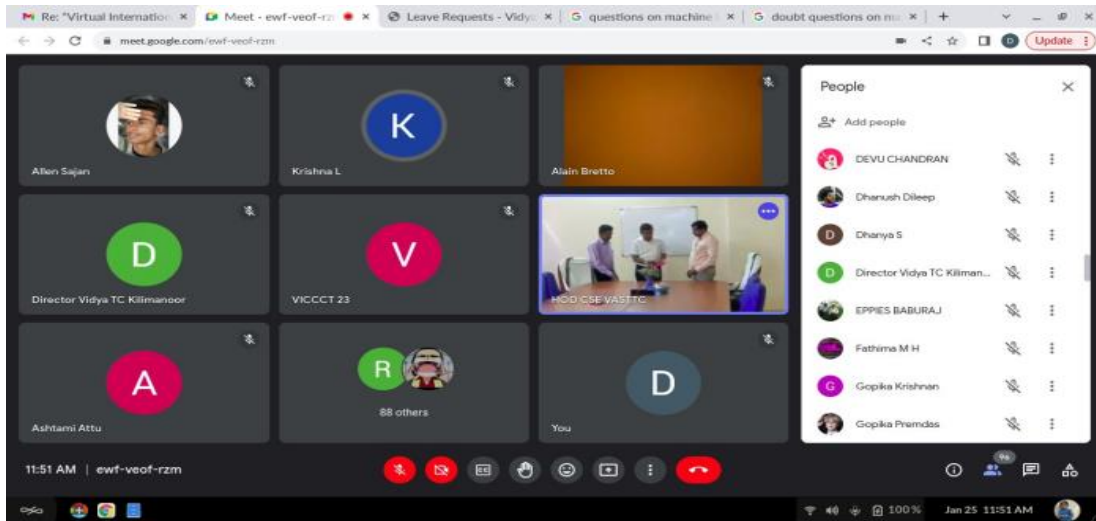 Re: "Virtual Internation
Meet - ewf-veof-rz
Leave Requests - Vidy
questions on machine
doubt questions on ma
meet.google.com/ewf-veof-rzm
D
Update
Allen Sajan
K
Krishna L
Alain Bretto
D
Director Vidya TC Kilimanoor
V
VICCCT 23
HOD CSE VASTTC
A
Ashtami Attu
R
88 others
D
You
People
Add people
DEVU CHANDRAN
Dhanush Dileep
D
Dhanya S
D
Director Vidya TC Kiliman...
EPPIES BABURAJ
Fathima M H
G
Gopika Krishnan
Gopika Premdas
11:51 AM | ewf-veof-rzm
96
100%
Jan 25 11:51 AM